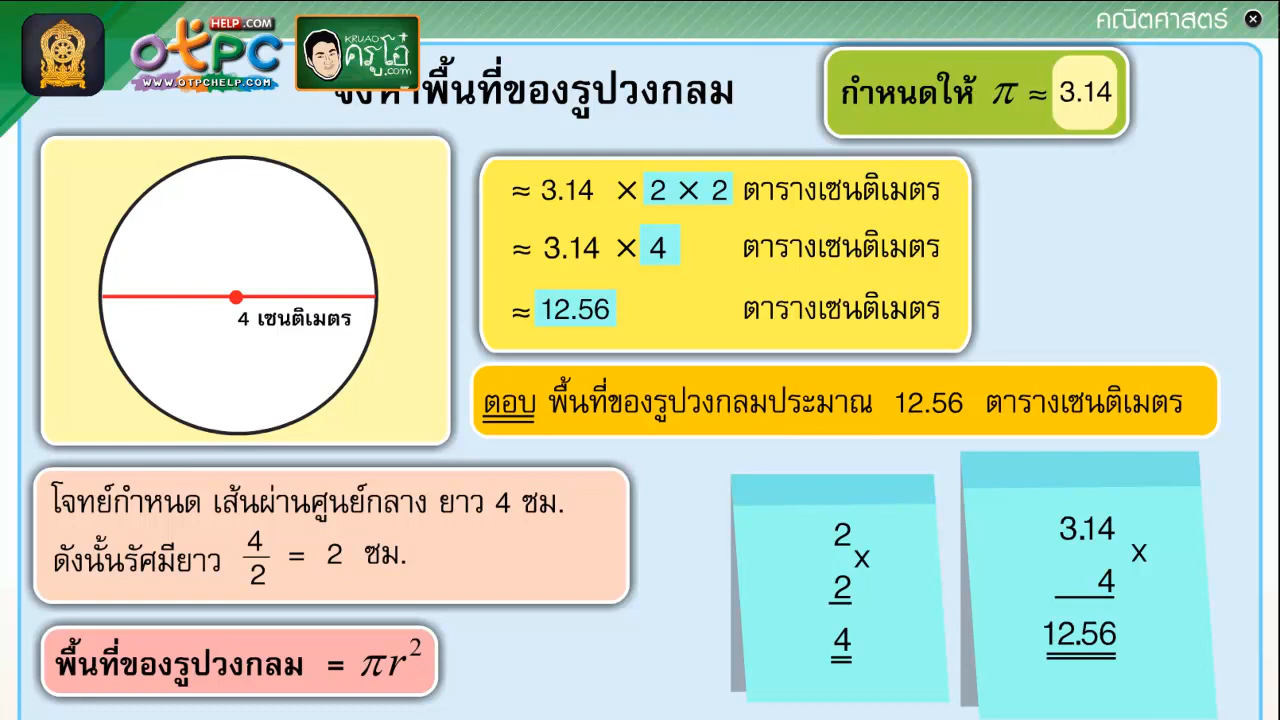 คณิตศาสตร์
HELP.COM
OTPC
WWW.OTPCHELP.COM
KRUAO
ครูโอ๋
.com
จงหาพื้นที่ของรูปวงกลม
กำหนดให้ π ≈ 3.14
4 เซนติเมตร
≈ 3.14 × 2 × 2 ตารางเซนติเมตร
≈ 3.14 × 4 ตารางเซนติเมตร
≈ 12.56 ตารางเซนติเมตร
ตอบ พื้นที่ของรูปวงกลมประมาณ 12.56 ตารางเซนติเมตร
โจทย์กำหนด เส้นผ่านศูนย์กลาง ยาว 4 ซม.
ดังนั้นรัศมียาว 4/2 = 2 ซม.
พื้นที่ของรูปวงกลม = πr²
2
x
2
4
3.14
x
4
12.56